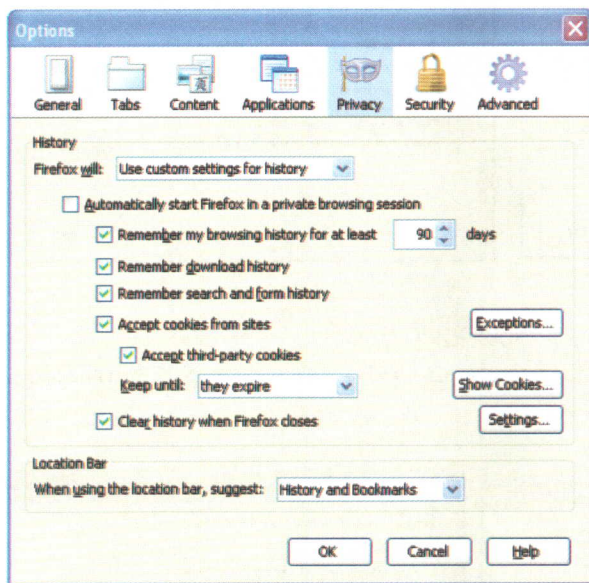 Options
General Tabs Content Applications Privacy Security Advanced
History
Firefox will: Use custom settings for history
Automatically start Firefox in a private browsing session
Remember my browsing history for at least 90 days
Remember download history
Remember search and form history
Accept cookies from sites Exceptions...
Accept third-party cookies
Keep until: they expire Show Cookies...
Clear history when Firefox closes Settings...
Location Bar
When using the location bar, suggest: History and Bookmarks
OK Cancel Help